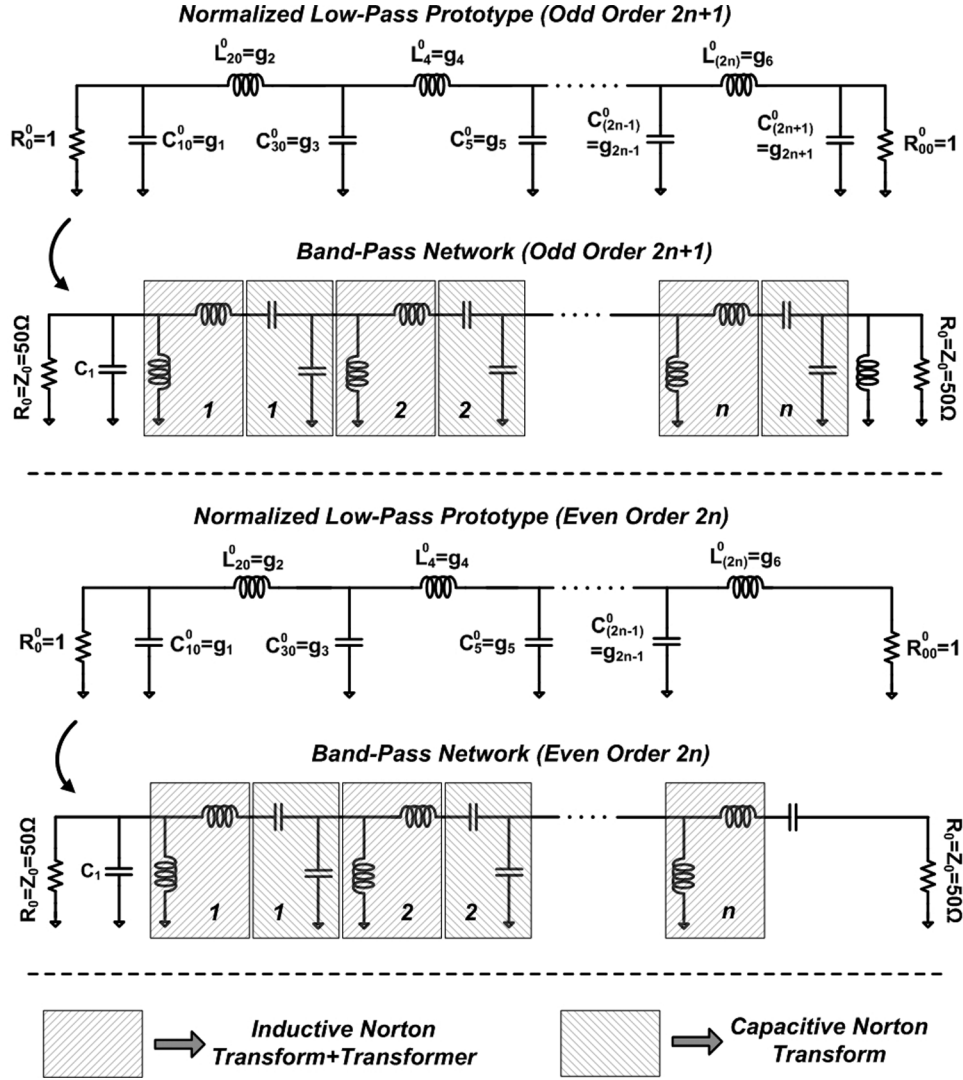 Normalized Low-Pass Prototype (Odd Order 2n+1)
L⁰₂₀=g₂
L⁰₄=g₄
L⁰₍₂ₙ₎=g₆
R⁰₀=1
C⁰₁₀=g₁
C⁰₃₀=g₃
C⁰₅=g₅
C⁰₍₂ₙ₋₁₎
=g₂ₙ₋₁
C⁰₍₂ₙ₊₁₎
=g₂ₙ₊₁
R⁰₀₀=1
Band-Pass Network (Odd Order 2n+1)
R₀=Z₀=50Ω
C₁
1
1
2
2
n
n
R₀=Z₀=50Ω
Normalized Low-Pass Prototype (Even Order 2n)
L⁰₂₀=g₂
L⁰₄=g₄
L⁰₍₂ₙ₎=g₆
R⁰₀=1
C⁰₁₀=g₁
C⁰₃₀=g₃
C⁰₅=g₅
C⁰₍₂ₙ₋₁₎
=g₂ₙ₋₁
R⁰₀₀=1
Band-Pass Network (Even Order 2n)
R₀=Z₀=50Ω
C₁
1
1
2
2
n
R₀=Z₀=50Ω
Inductive Norton
Transform+Transformer
Capacitive Norton
Transform